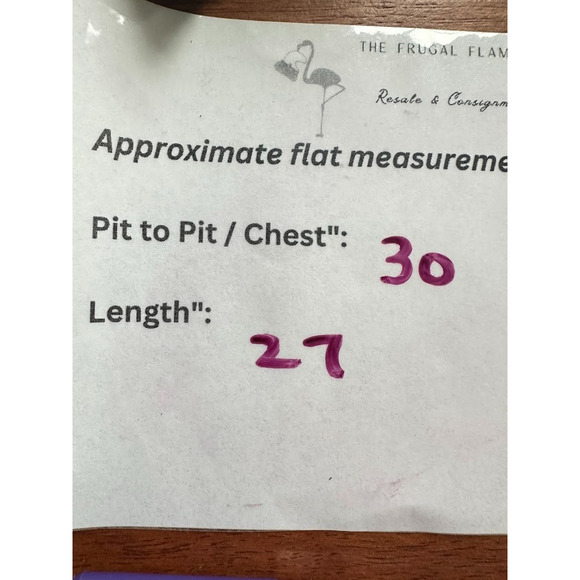 THE FRUGAL FLAM
Resale & Consignm
Approximate flat measureme
Pit to Pit / Chest": 30
Length": 27